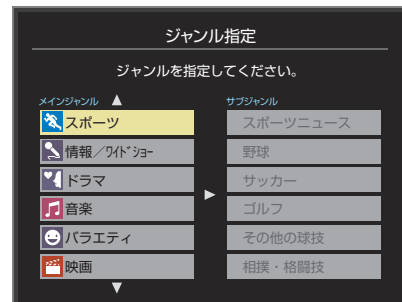 ジャンル指定
ジャンルを指定してください。
メインジャンル
サブジャンル
スポーツ
スポーツニュース
情報／ﾜｲﾄﾞｼｮｰ
野球
ドラマ
サッカー
音楽
ゴルフ
バラエティ
その他の球技
映画
相撲・格闘技